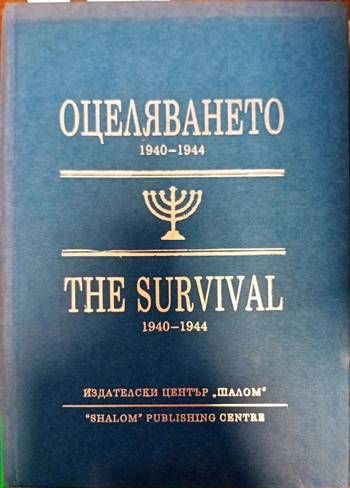 ОЦЕЛЯВАНЕТО
1940–1944
THE SURVIVAL
1940–1944
ИЗДАТЕЛСКИ ЦЕНТЪР „ШАЛОМ“
“SHALOM” PUBLISHING CENTRE